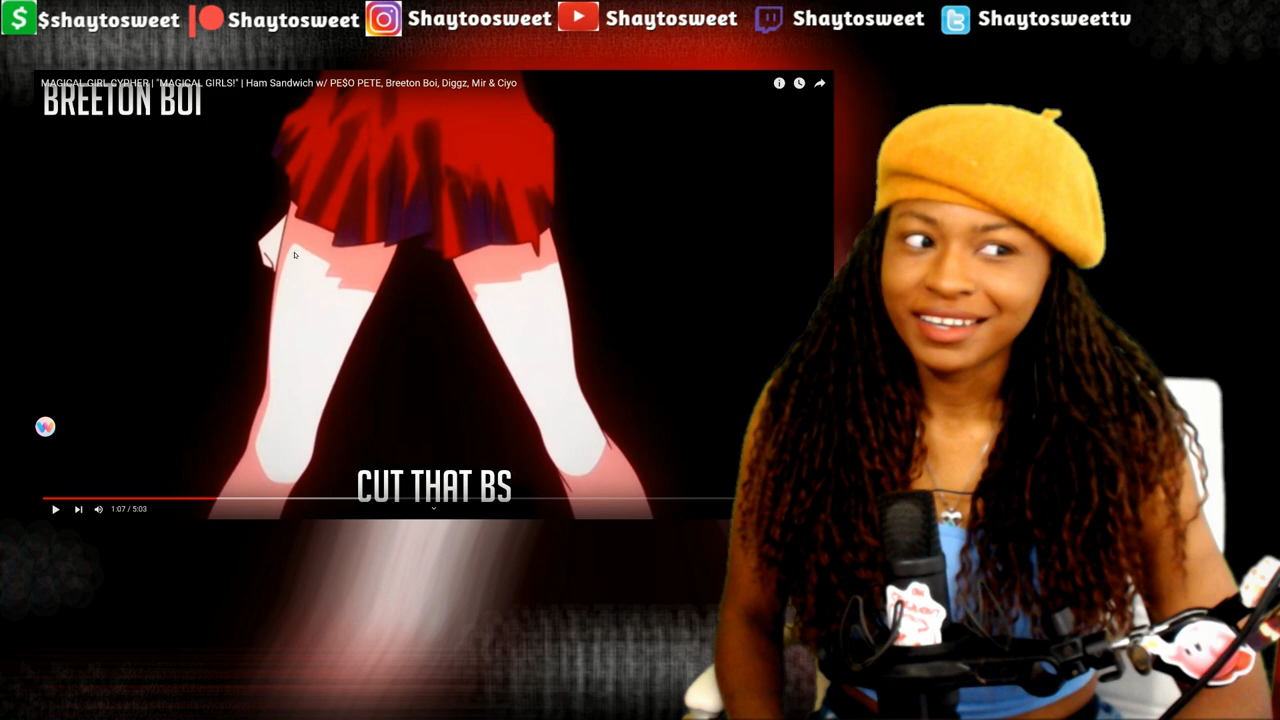 $shaytosweet Shaytosweet Shaytoosweet Shaytosweet Shaytosweet Shaytosweettv
MAGICAL GIRL CYPHER | "MAGICAL GIRLS!" | Ham Sandwich w/ PE$O PETE, Breeton Boi, Diggz, Mir & Ciyo
BREETON BOI
CUT THAT BS
1:07 / 5:03